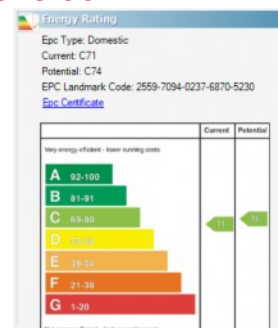 Energy Rating
Epc Type: Domestic
Current: C71
Potential: C74
EPC Landmark Code: 2559-7094-0237-6870-5230
Epc Certificate
Current Potential
Very energy efficient - lower running costs
A 92-100
B 81-91
C 69-80
71
74
D
E 39-54
F 21-38
G 1-20